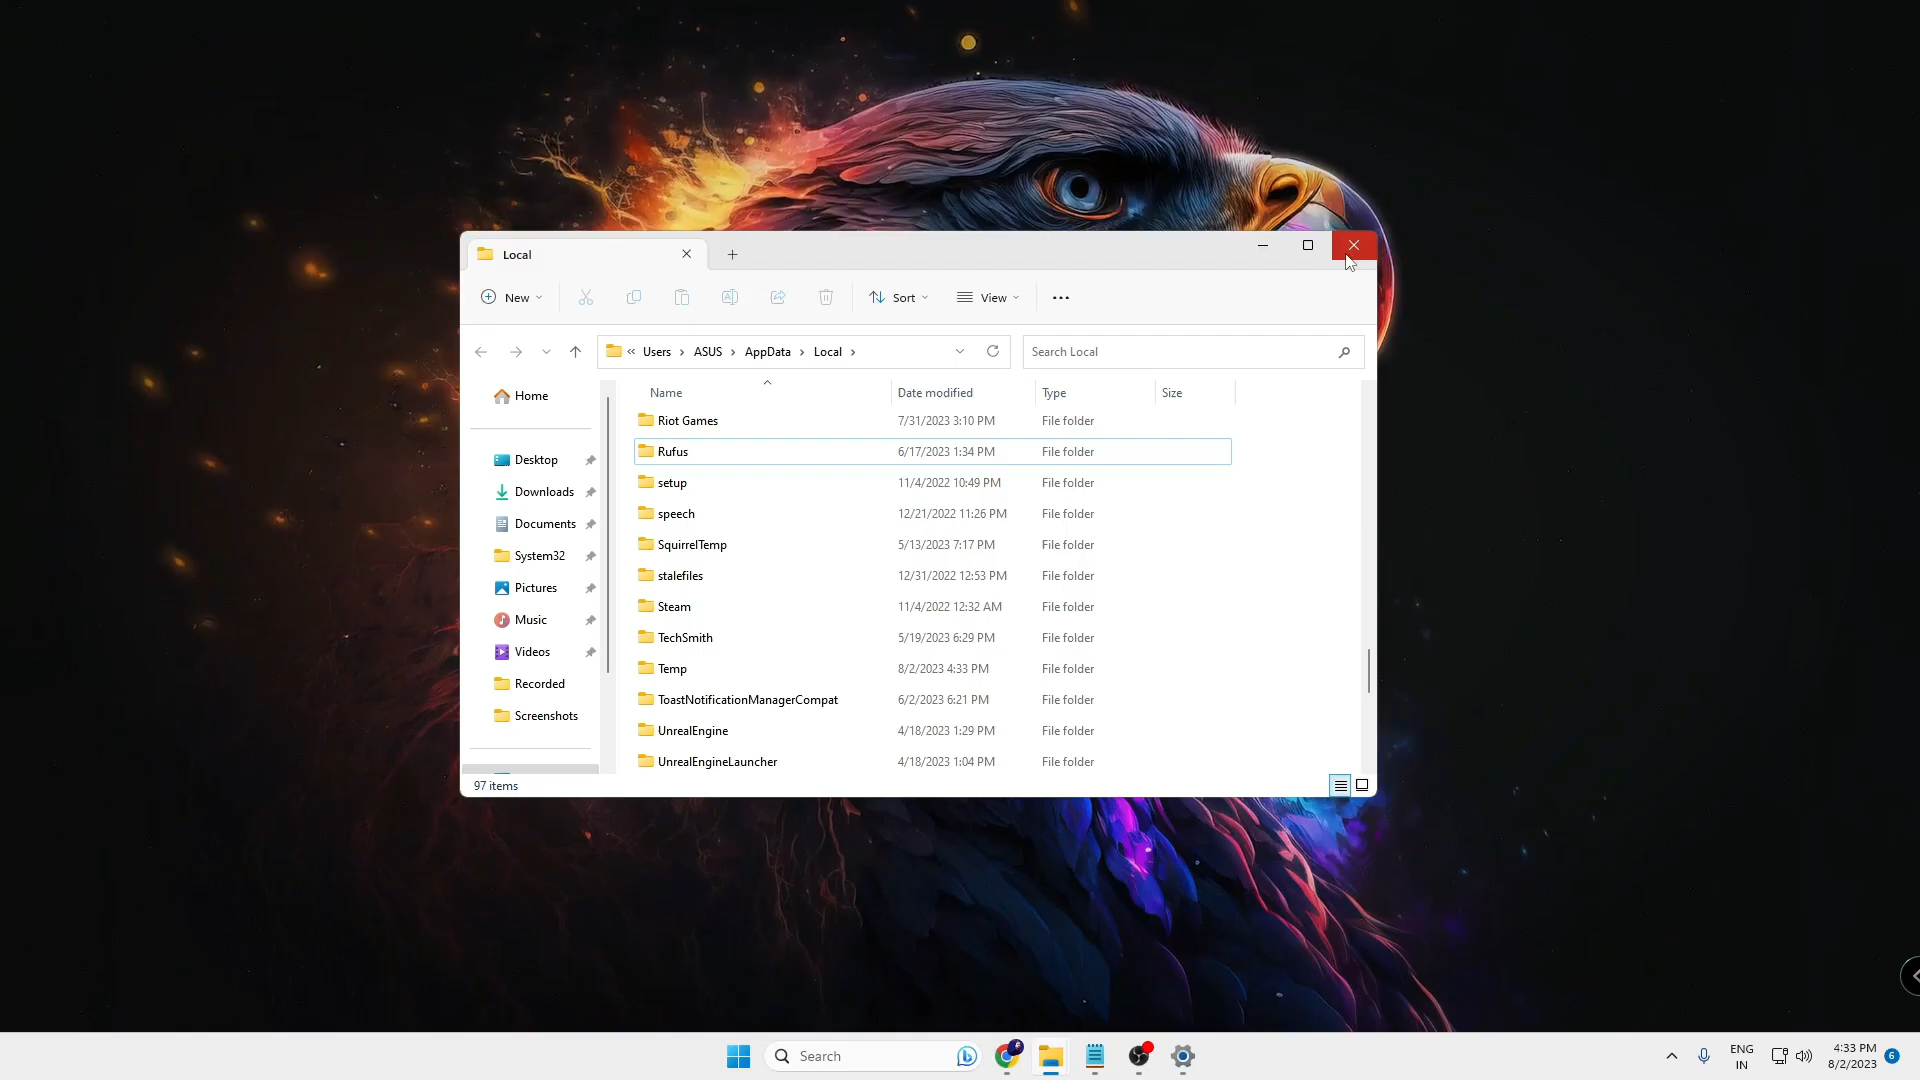 Local
New
Sort
View
« Users > ASUS > AppData > Local >
Search Local
Home
Desktop
Downloads
Documents
System32
Pictures
Music
Videos
Recorded
Screenshots
Name Date modified Type Size
Riot Games 7/31/2023 3:10 PM File folder
Rufus 6/17/2023 1:34 PM File folder
setup 11/4/2022 10:49 PM File folder
speech 12/21/2022 11:26 PM File folder
SquirrelTemp 5/13/2023 7:17 PM File folder
stalefiles 12/31/2022 12:53 PM File folder
Steam 11/4/2022 12:32 AM File folder
TechSmith 5/19/2023 6:29 PM File folder
Temp 8/2/2023 4:33 PM File folder
ToastNotificationManagerCompat 6/2/2023 6:21 PM File folder
UnrealEngine 4/18/2023 1:29 PM File folder
UnrealEngineLauncher 4/18/2023 1:04 PM File folder
97 items
Search
ENG
IN
4:33 PM
8/2/2023
6